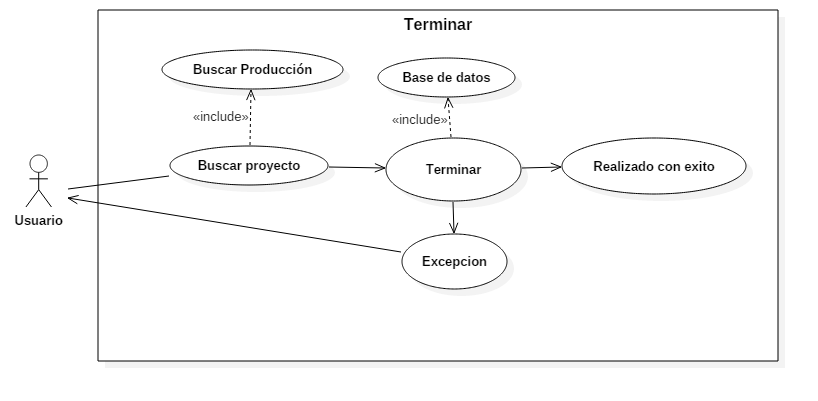 Terminar
Buscar Producción
Base de datos
«include»
«include»
Buscar proyecto
Terminar
Realizado con exito
Usuario
Excepcion